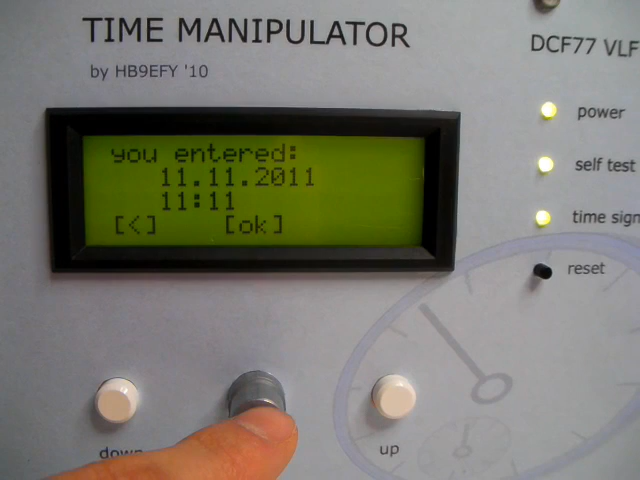 TIME MANIPULATOR
by HB9EFY '10
DCF77 VLF
power
self test
time sign
reset
you entered:
11.11.2011
11:11
[<] [ok]
down
up